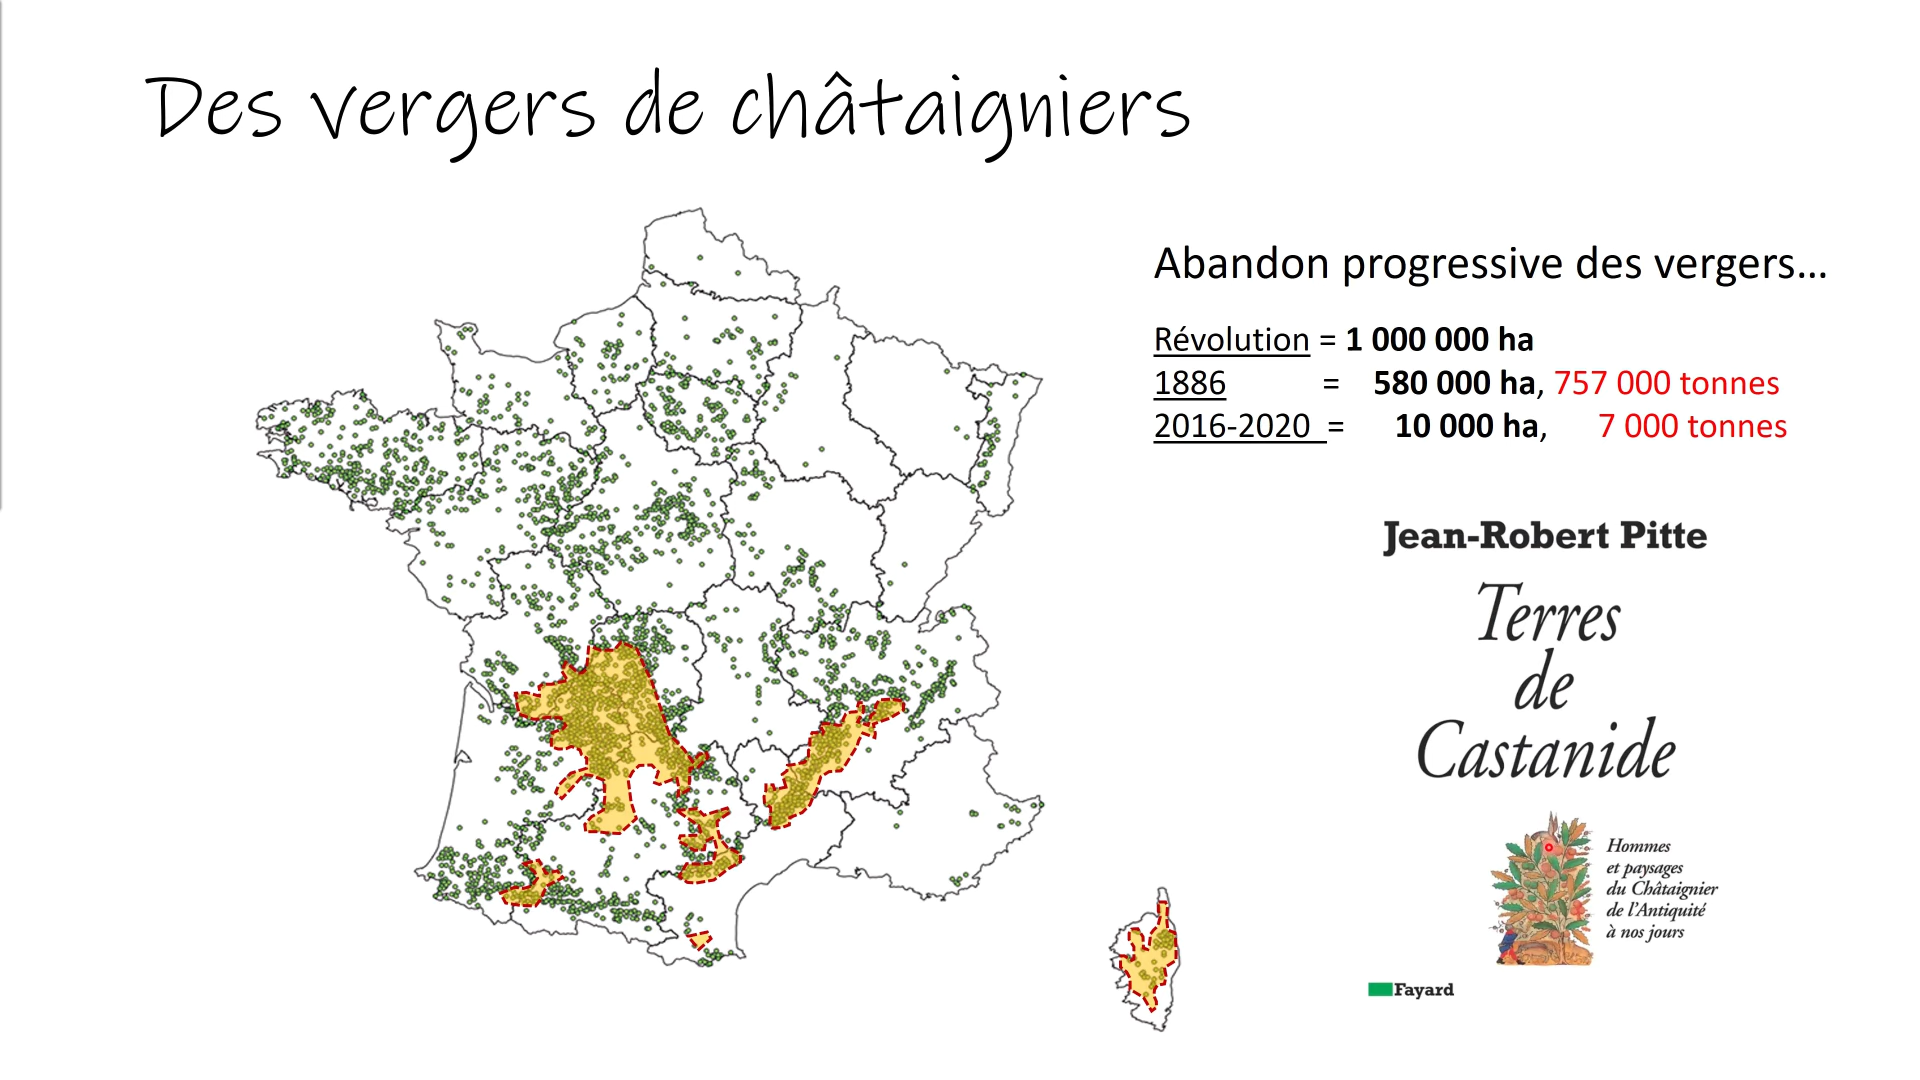 Des vergers de châtaigniers
Abandon progressive des vergers...
Révolution = 1 000 000 ha
1886 = 580 000 ha, 757 000 tonnes
2016-2020 = 10 000 ha, 7 000 tonnes
Jean-Robert Pitte
Terres
de
Castanide
Hommes
et paysages
du Châtaignier
de l'Antiquité
à nos jours
Fayard